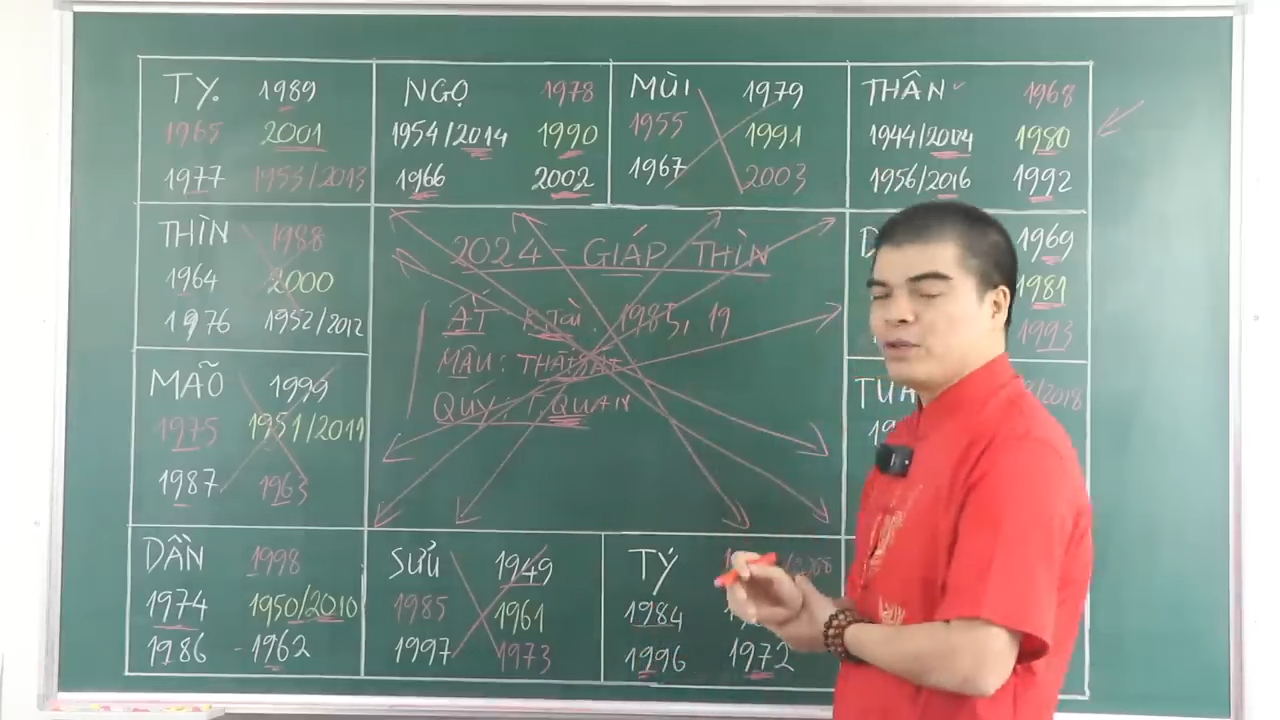 TỴ. 1989
1965 2001
1977 1953/2013
NGỌ 1978
1954/2014 1990
1966 2002
MÙI 1979
1955 1991
1967 2003
THÂN 1968
1944/2004 1980
1956/2016 1992
THÌN 1988
1964 2000
1976 1952/2012
2024 - GIÁP THÌN
ẤT K.Tài: 1985, 19
MẬU: THÁI
QUÝ: T.QUAN
1969
1981
1993
MÃO 1999
1975 1951/2011
1987 1963
/2018
DẦN 1998
1974 1950/2010
1986 - 1962
SỬU 1949
1985 1961
1997 1973
TÝ
1984
1996 1972